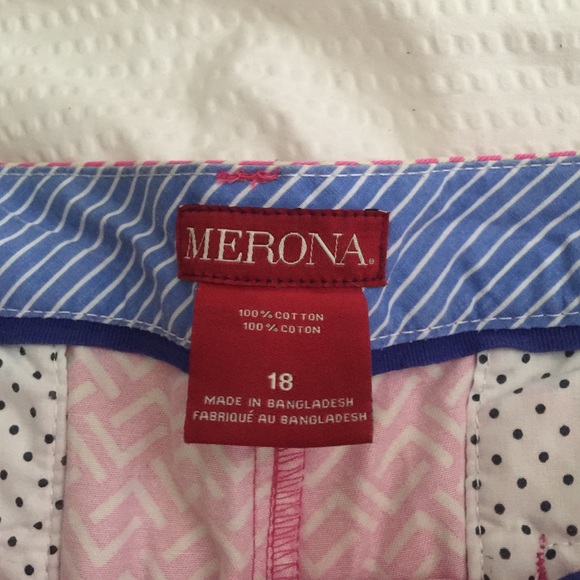 MERONA®
100% COTTON
100% COTON
18
MADE IN BANGLADESH
FABRIQUÉ AU BANGLADESH